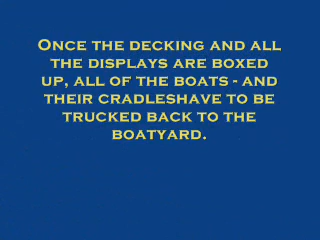 Once the decking and all
the displays are boxed
up, all of the boats - and
their cradleshave to be
trucked back to the
boatyard.